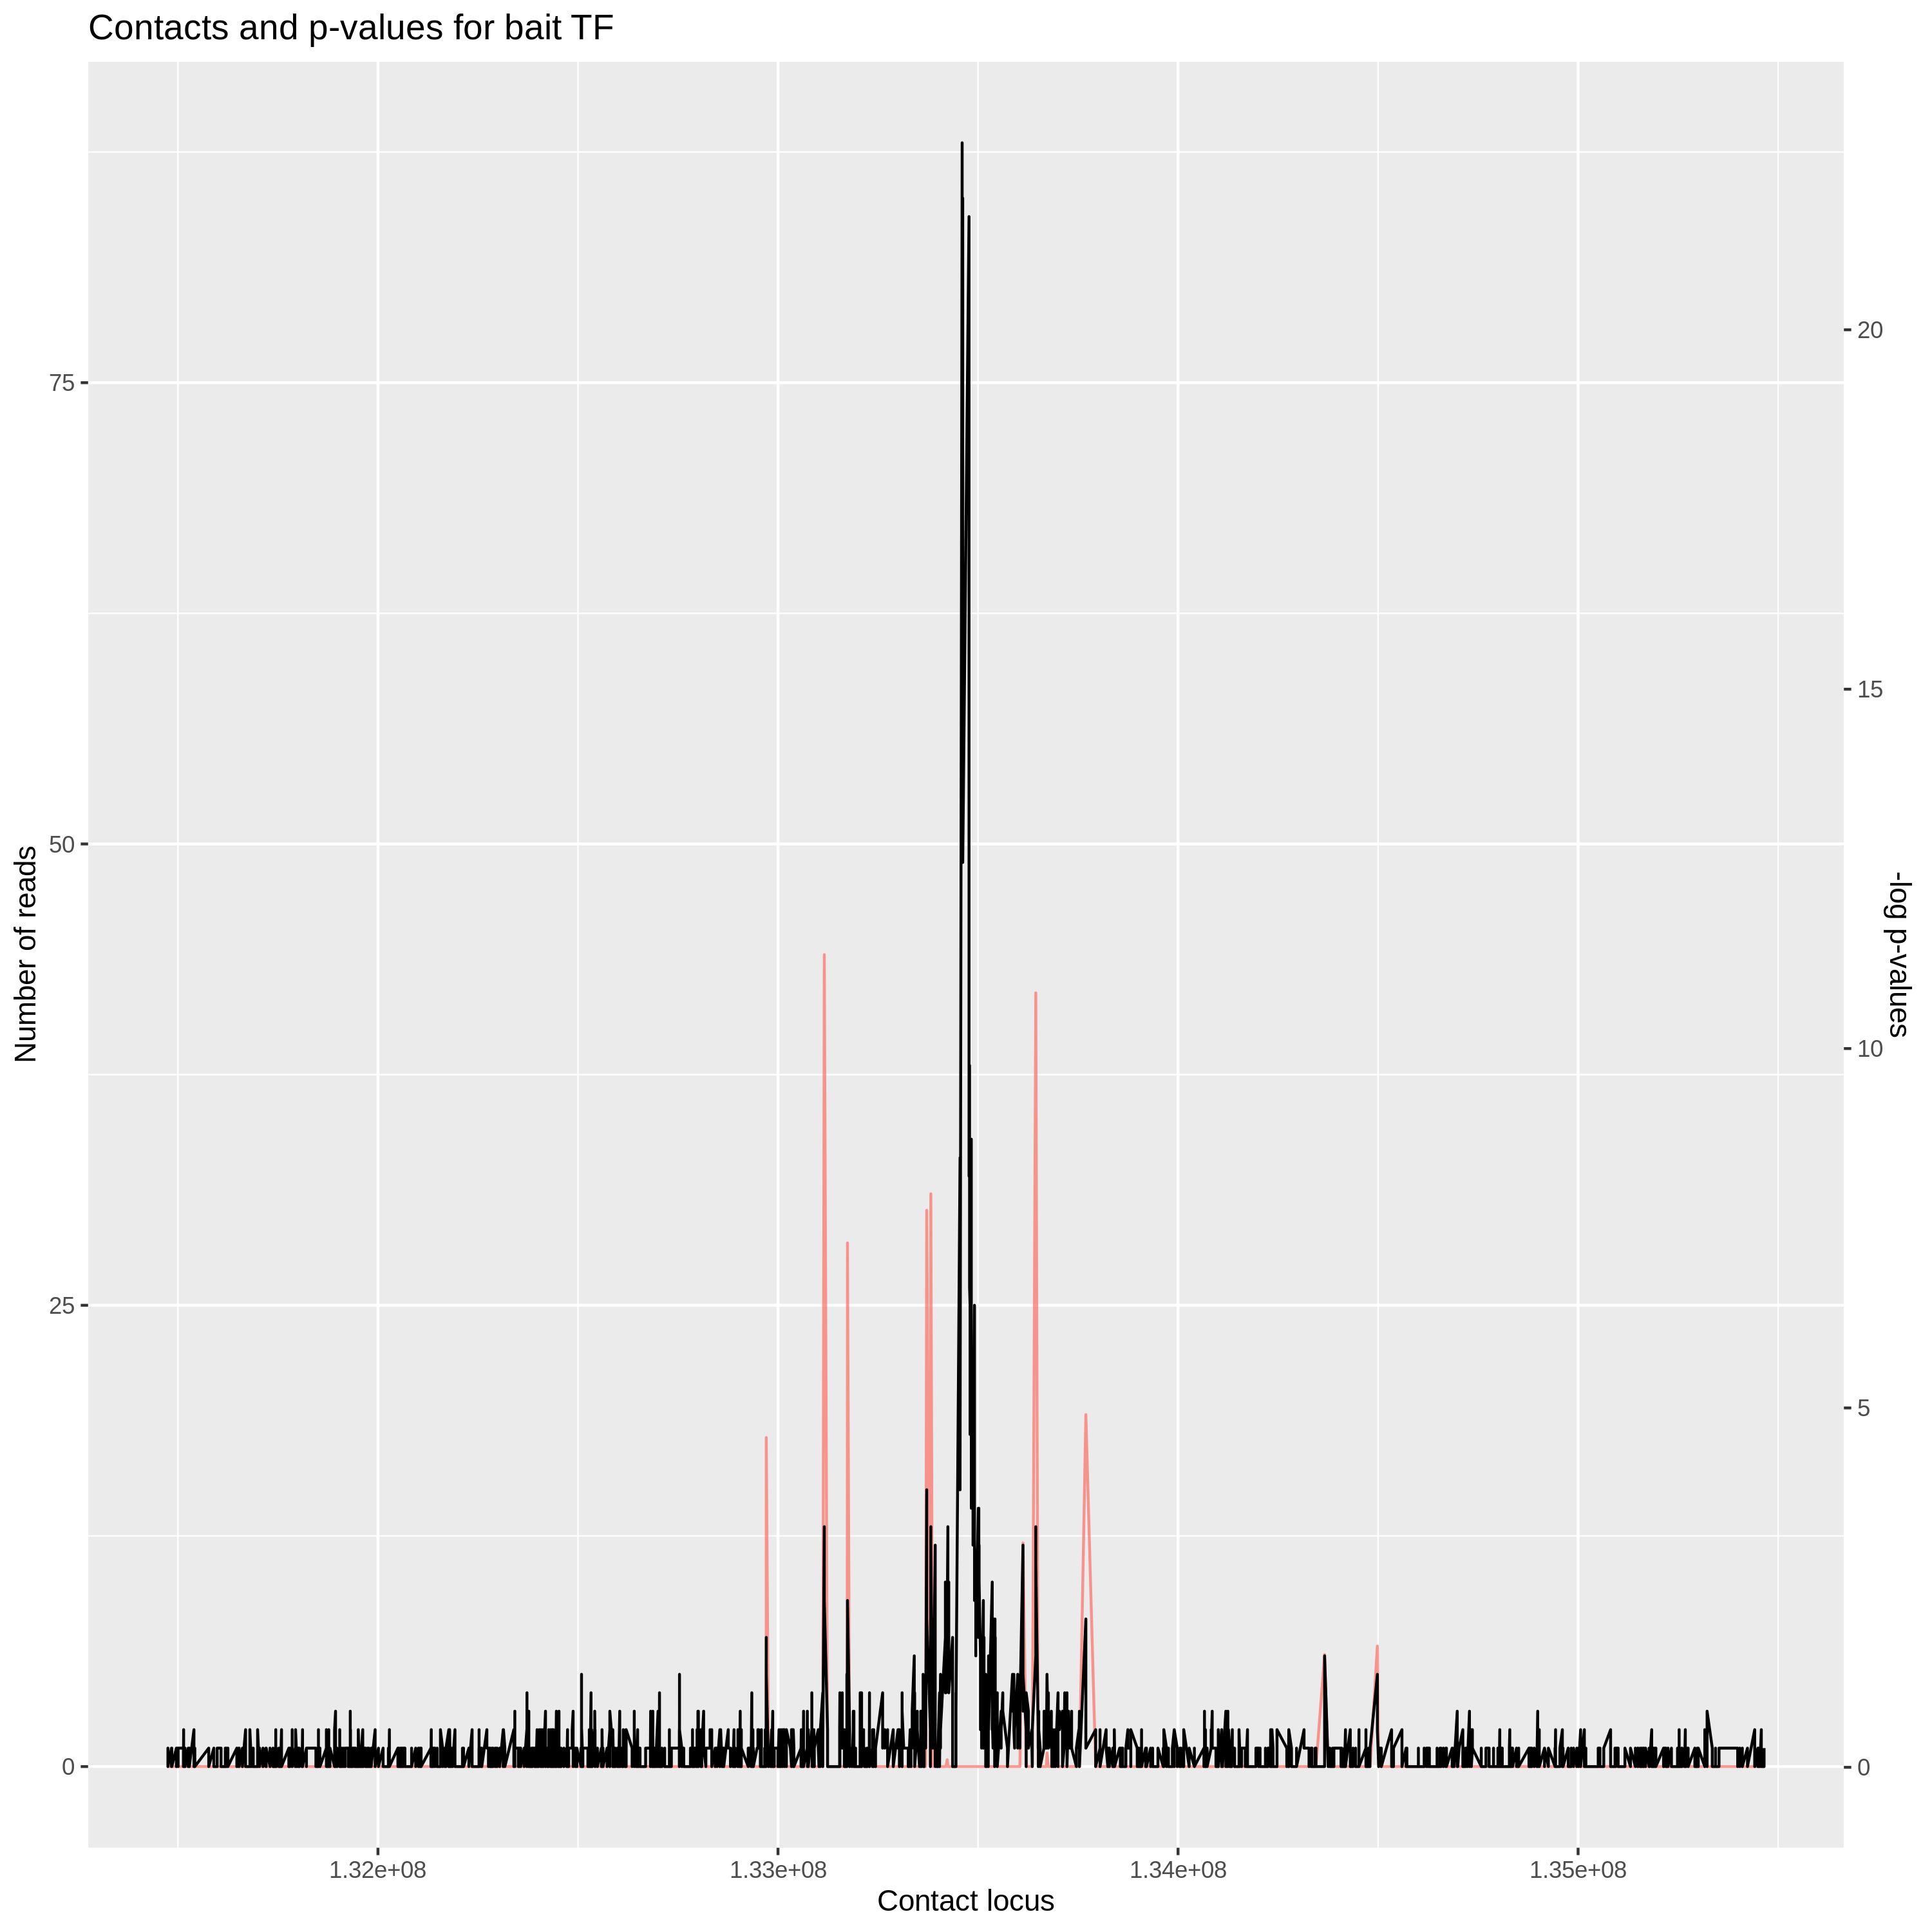 Contacts and p-values for bait TF
75
50
25
0
20
15
10
5
0
Number of reads
-log p-values
1.32e+08
1.33e+08
1.34e+08
1.35e+08
Contact locus